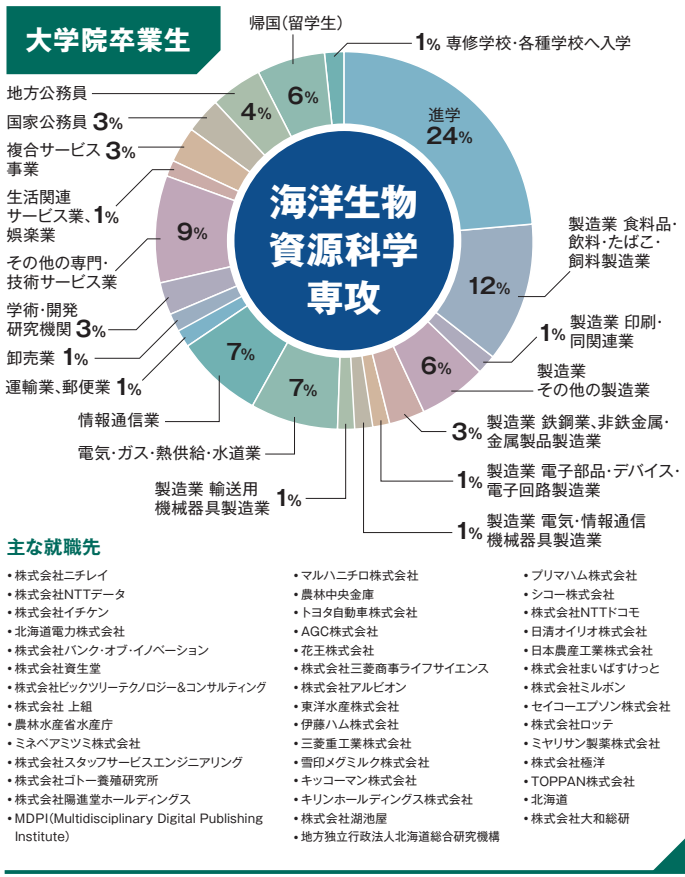 大学院卒業生
海洋生物
資源科学
専攻
進学
24%
製造業 食料品・
飲料・たばこ・
飼料製造業
12%
1% 製造業 印刷・
同関連業
製造業
その他の製造業
6%
3% 製造業 鉄鋼業、非鉄金属・
金属製品製造業
1% 製造業 電子部品・デバイス・
電子回路製造業
1% 製造業 電気・情報通信
機械器具製造業
製造業 輸送用
機械器具製造業 1%
電気・ガス・熱供給・水道業
7%
情報通信業
7%
運輸業、郵便業 1%
卸売業 1%
学術・開発
研究機関 3%
その他の専門・
技術サービス業
9%
生活関連
サービス業、1%
娯楽業
複合サービス 3%
事業
国家公務員 3%
地方公務員
4%
帰国(留学生)
6%
1% 専修学校・各種学校へ入学
主な就職先
・株式会社ニチレイ
・株式会社NTTデータ
・株式会社イチケン
・北海道電力株式会社
・株式会社バンク・オブ・イノベーション
・株式会社資生堂
・株式会社ビックツリーテクノロジー&コンサルティング
・株式会社 上組
・農林水産省水産庁
・ミネベアミツミ株式会社
・株式会社スタッフサービスエンジニアリング
・株式会社ゴトー養殖研究所
・株式会社陽進堂ホールディングス
・MDPI(Multidisciplinary Digital Publishing
Institute)
・マルハニチロ株式会社
・農林中央金庫
・トヨタ自動車株式会社
・AGC株式会社
・花王株式会社
・株式会社三菱商事ライフサイエンス
・株式会社アルビオン
・東洋水産株式会社
・伊藤ハム株式会社
・三菱重工業株式会社
・雪印メグミルク株式会社
・キッコーマン株式会社
・キリンホールディングス株式会社
・株式会社湖池屋
・地方独立行政法人北海道総合研究機構
・プリマハム株式会社
・シコー株式会社
・株式会社NTTドコモ
・日清オイリオ株式会社
・日本農産工業株式会社
・株式会社まいばすけっと
・株式会社ミルボン
・セイコーエプソン株式会社
・株式会社ロッテ
・ミヤリサン製薬株式会社
・株式会社極洋
・TOPPAN株式会社
・北海道
・株式会社大和総研